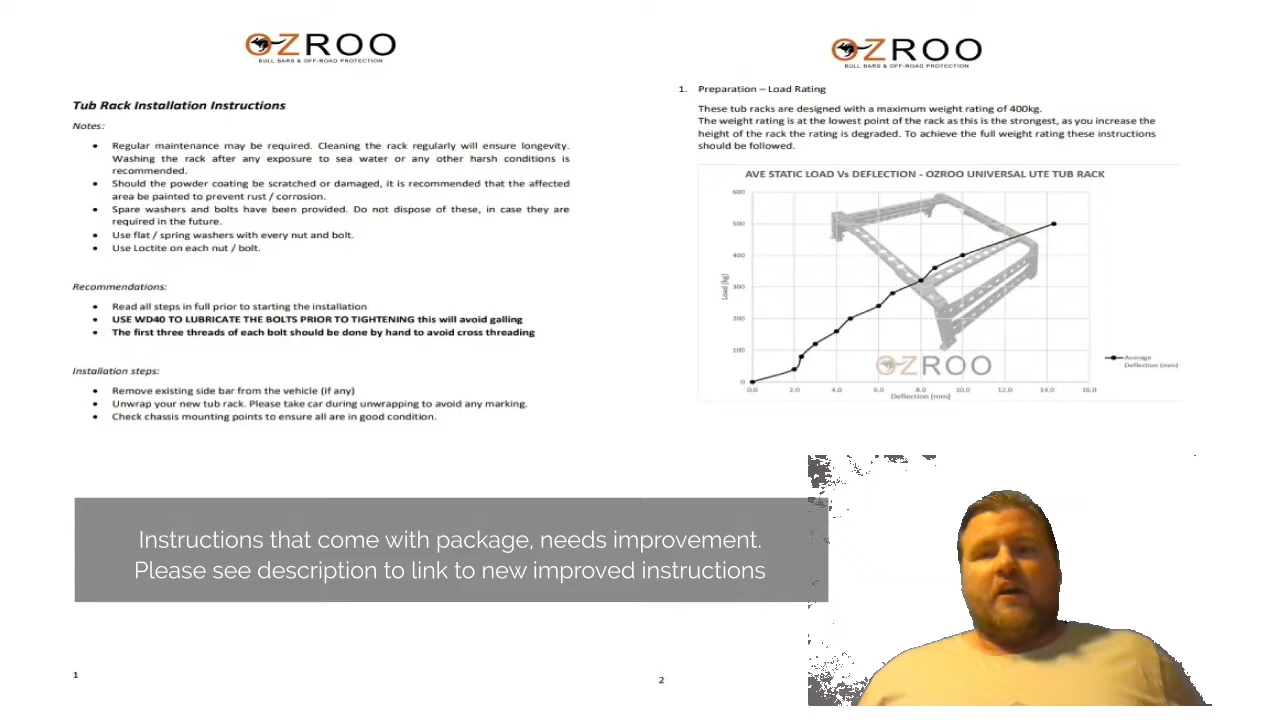 OZROO
BULL BARS & OFF-ROAD PROTECTION
Tub Rack Installation Instructions
Notes:
• Regular maintenance may be required. Cleaning the rack regularly will ensure longevity.
Washing the rack after any exposure to sea water or any other harsh conditions is
recommended.
• Should the powder coating be scratched or damaged, it is recommended that the affected
area be painted to prevent rust / corrosion.
• Spare washers and bolts have been provided. Do not dispose of these, in case they are
required in the future.
• Use flat / spring washers with every nut and bolt.
• Use Loctite on each nut / bolt.
Recommendations:
• Read all steps in full prior to starting the installation
• USE WD40 TO LUBRICATE THE BOLTS PRIOR TO TIGHTENING this will avoid galling
• The first three threads of each bolt should be done by hand to avoid cross threading
Installation steps:
• Remove existing side bar from the vehicle (if any)
• Unwrap your new tub rack. Please take car during unwrapping to avoid any marking.
• Check chassis mounting points to ensure all are in good condition.
1
OZROO
BULL BARS & OFF-ROAD PROTECTION
1. Preparation – Load Rating
These tub racks are designed with a maximum weight rating of 400kg.
The weight rating is at the lowest point of the rack as this is the strongest, as you increase the
height of the rack the rating is degraded. To achieve the full weight rating these instructions
should be followed.
AVE STATIC LOAD Vs DEFLECTION - OZROO UNIVERSAL UTE TUB RACK
600
500
400
300
200
100
0
Load (kg)
OZROO
Average
Deflection (mm)
0.0 2.0 4.0 6.0 8.0 10.0 12.0 14.0 16.0
Deflection (mm)
2
Instructions that come with package, needs improvement.
Please see description to link to new improved instructions